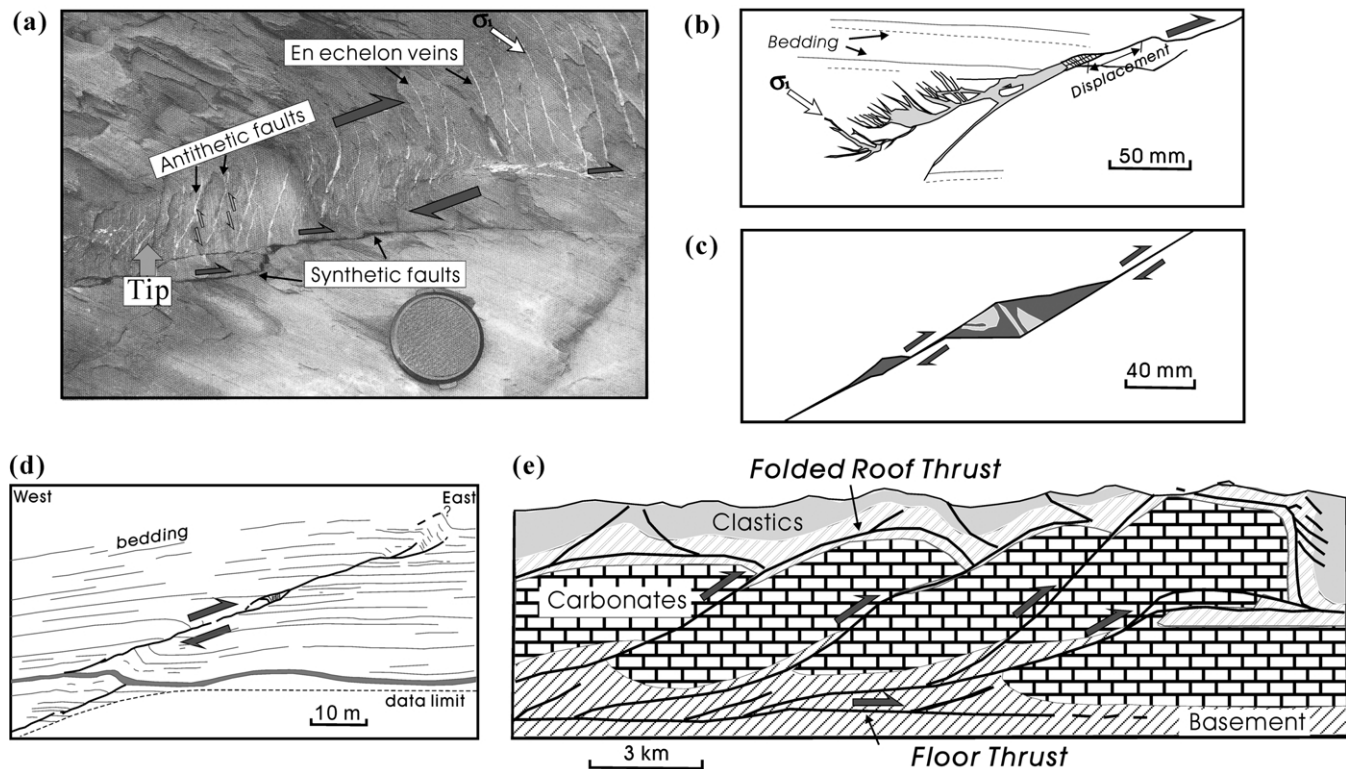 (a)
σ₁
En echelon veins
Antithetic faults
Tip
Synthetic faults
(b)
Bedding
σ₁
Displacement
50 mm
(c)
40 mm
(d)
West
East
?
bedding
data limit
10 m
(e)
Folded Roof Thrust
Clastics
Carbonates
Basement
3 km
Floor Thrust